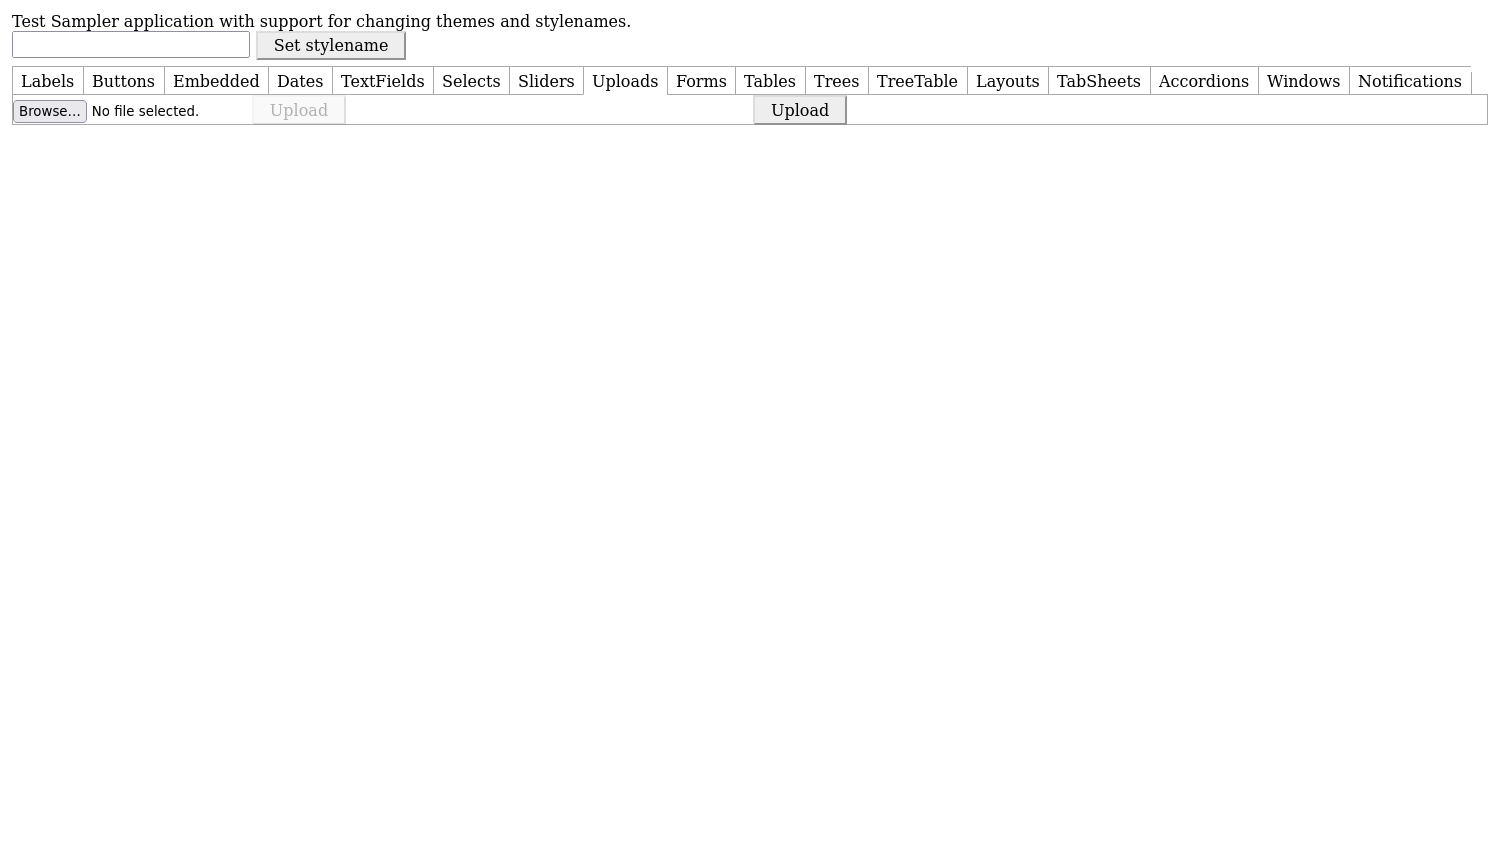 Test Sampler application with support for changing themes and stylenames.
Set stylename
Labels Buttons Embedded Dates TextFields Selects Sliders Uploads Forms Tables Trees TreeTable Layouts TabSheets Accordions Windows Notifications
Browse... No file selected. Upload Upload